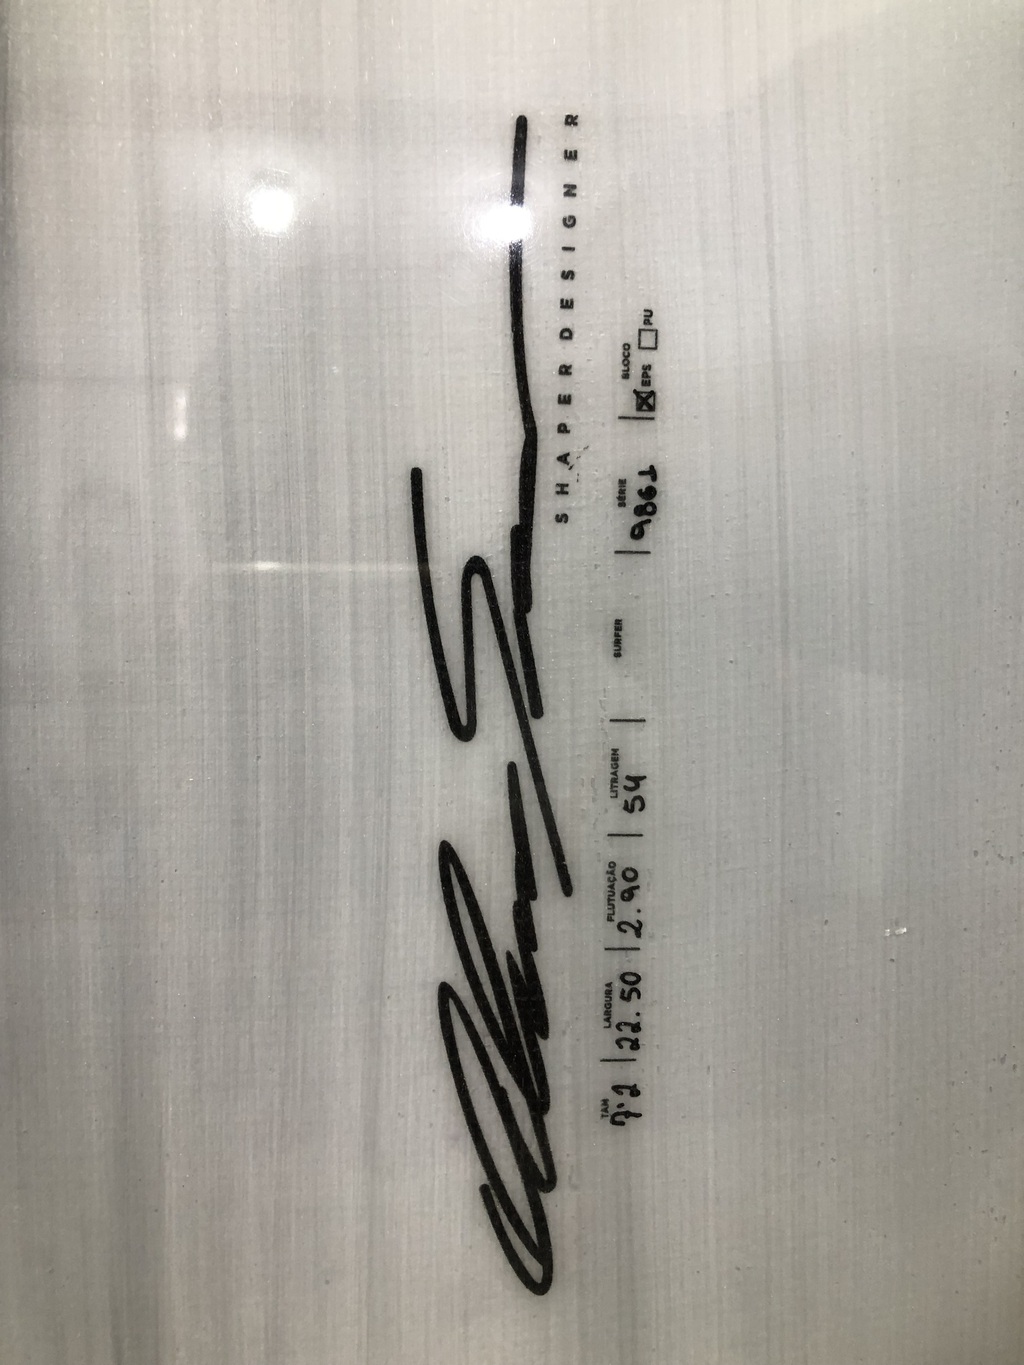 SHAPER DESIGNER
TAM LARGURA FLUTUAÇÃO LITRAGEM SURFER SÉRIE BLOCO
7'2 | 22.50 | 2.90 | 54 | | 9861 | ☒ EPS ☐ PU